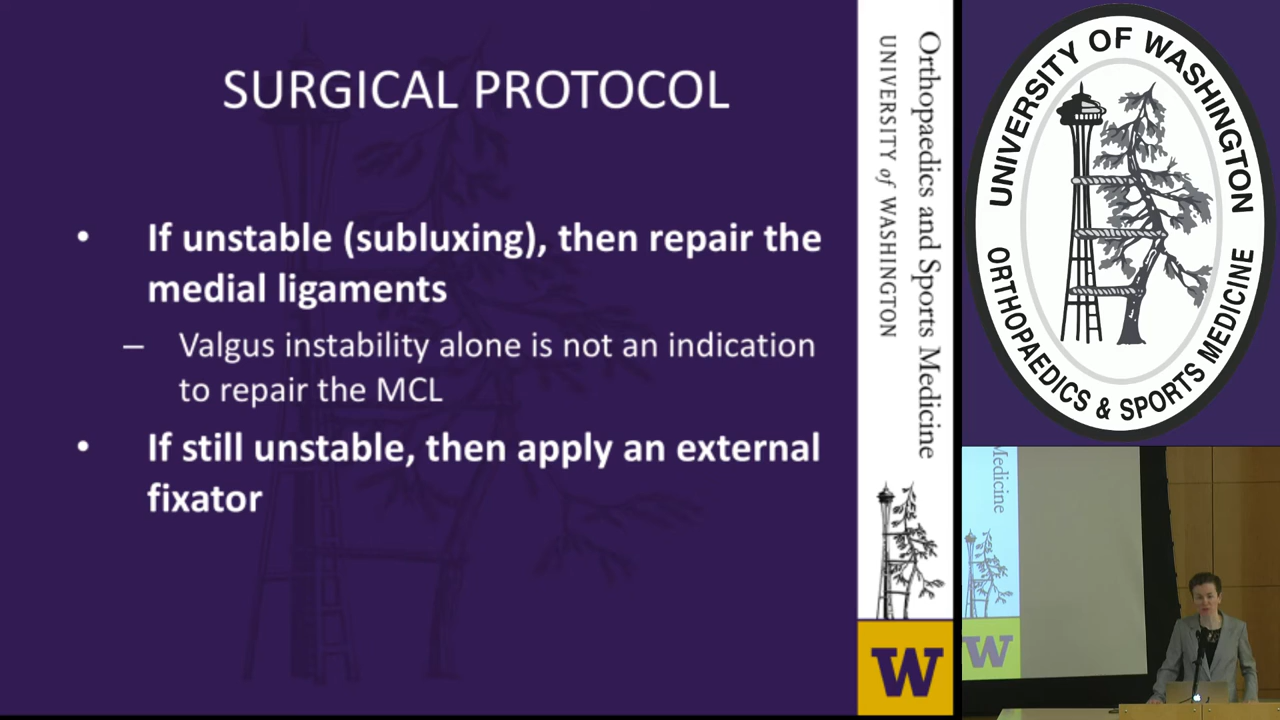 SURGICAL PROTOCOL
• If unstable (subluxing), then repair the
medial ligaments
– Valgus instability alone is not an indication
to repair the MCL
• If still unstable, then apply an external
fixator
Orthopaedics and Sports Medicine
UNIVERSITY of WASHINGTON
W
UNIVERSITY OF WASHINGTON
ORTHOPAEDICS & SPORTS MEDICINE
Medicine
W